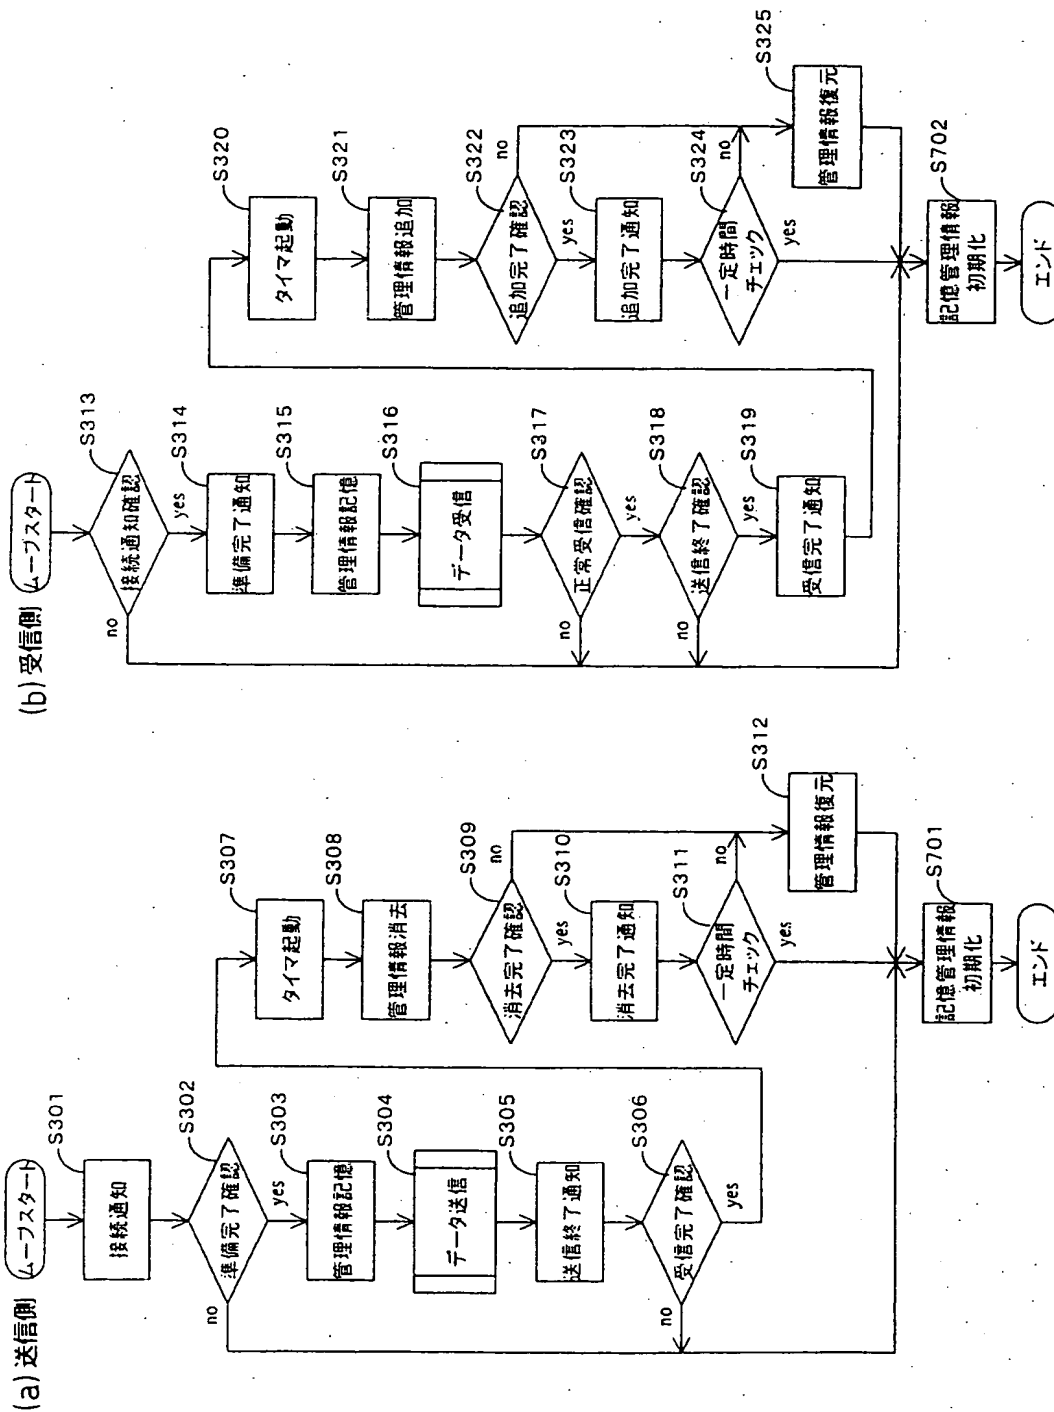 (a) 送信側
ムーブスタート
S301
接続通知
S302
準備完了確認
no
yes
S303
管理情報記憶
S304
データ送信
S305
送信終了通知
S306
受信完了確認
no
yes
S307
タイマ起動
S308
管理情報消去
S309
消去完了確認
no
yes
S310
消去完了通知
S311
一定時間
チェック
no
yes
S312
管理情報復元
S701
記憶管理情報
初期化
エンド
(b) 受信側
ムーブスタート
S313
接続通知確認
no
yes
S314
準備完了通知
S315
管理情報記憶
S316
データ受信
S317
正常受信確認
no
yes
S318
送信終了確認
no
yes
S319
受信完了通知
S320
タイマ起動
S321
管理情報追加
S322
追加完了確認
no
yes
S323
追加完了通知
S324
一定時間
チェック
no
yes
S325
管理情報復元
S702
記憶管理情報
初期化
エンド